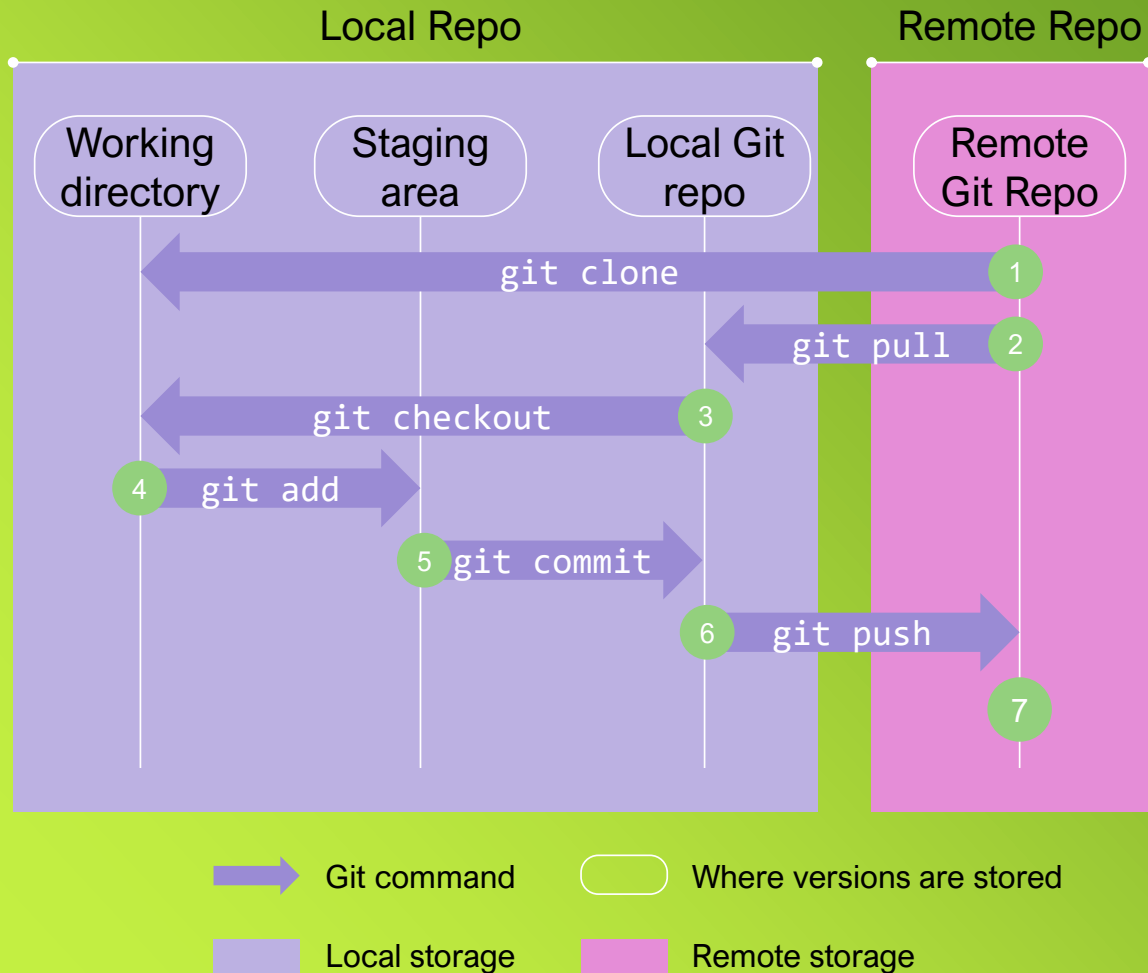 Local Repo
Remote Repo
Working
directory
Staging
area
Local Git
repo
Remote
Git Repo
git clone
1
git pull
2
git checkout
3
4
git add
5
git commit
6
git push
7
Git command
Where versions are stored
Local storage
Remote storage